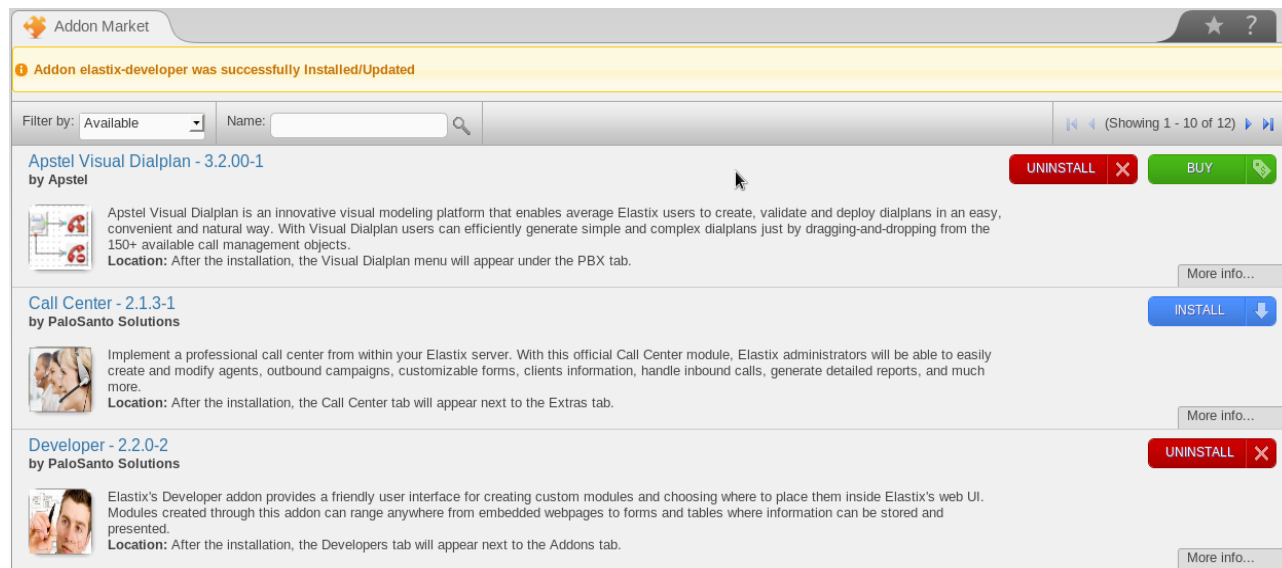 Addon Market
?
Addon elastix-developer was successfully Installed/Updated
Filter by: Available Name: (Showing 1 - 10 of 12)
Apstel Visual Dialplan - 3.2.00-1
UNINSTALL BUY
by Apstel
Apstel Visual Dialplan is an innovative visual modeling platform that enables average Elastix users to create, validate and deploy dialplans in an easy,
convenient and natural way. With Visual Dialplan users can efficiently generate simple and complex dialplans just by dragging-and-dropping from the
150+ available call management objects.
Location: After the installation, the Visual Dialplan menu will appear under the PBX tab.
More info...
Call Center - 2.1.3-1
INSTALL
by PaloSanto Solutions
Implement a professional call center from within your Elastix server. With this official Call Center module, Elastix administrators will be able to easily
create and modify agents, outbound campaigns, customizable forms, clients information, handle inbound calls, generate detailed reports, and much
more.
Location: After the installation, the Call Center tab will appear next to the Extras tab.
More info...
Developer - 2.2.0-2
UNINSTALL
by PaloSanto Solutions
Elastix's Developer addon provides a friendly user interface for creating custom modules and choosing where to place them inside Elastix's web UI.
Modules created through this addon can range anywhere from embedded webpages to forms and tables where information can be stored and
presented.
Location: After the installation, the Developers tab will appear next to the Addons tab.
More info...